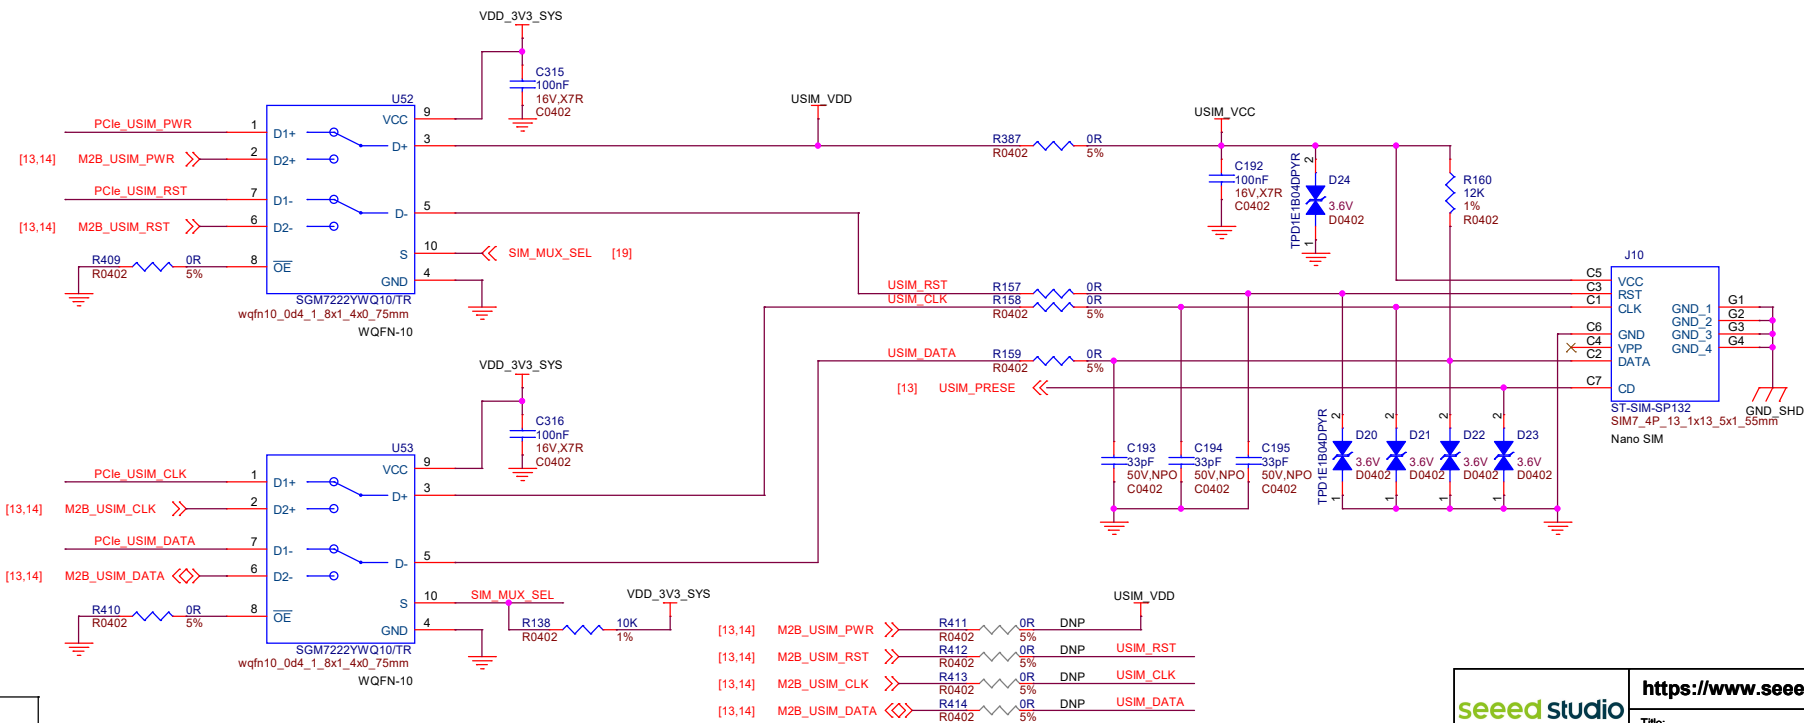 VDD_3V3_SYS
C315
100nF
16V,X7R
C0402
U52
PCIe_USIM_PWR
1
D1+
VCC
9
[13,14] M2B_USIM_PWR
2
D2+
D+
3
PCIe_USIM_RST
7
D1-
[13,14] M2B_USIM_RST
6
D2-
D-
5
S
10
SIM_MUX_SEL [19]
R409
R0402
0R
5%
8
OE
GND
4
SGM7222YWQ10/TR
wqfn10_0d4_1_8x1_4x0_75mm
WQFN-10
USIM_VDD
R387
R0402
0R
5%
USIM_VCC
C192
100nF
16V,X7R
C0402
TPD1E1B04DPYR
2
D24
3.6V
D0402
1
R160
12K
1%
R0402
USIM_RST
R157
0R
USIM_CLK
R158
R0402
0R
5%
USIM_DATA
R159
R0402
0R
5%
[13] USIM_PRESE
J10
C5
VCC
C3
RST
C1
CLK
C6
GND
C4
VPP
C2
DATA
C7
CD
GND_1
G1
GND_2
G2
GND_3
G3
GND_4
G4
ST-SIM-SP132
SIM7_4P_13_1x13_5x1_55mm
Nano SIM
GND_SHD
C193
33pF
50V,NPO
C0402
C194
33pF
50V,NPO
C0402
C195
33pF
50V,NPO
C0402
TPD1E1B04DPYR
2
D20
3.6V
D0402
1
2
D21
3.6V
D0402
1
2
D22
3.6V
D0402
1
2
D23
3.6V
D0402
1
VDD_3V3_SYS
C316
100nF
16V,X7R
C0402
U53
PCIe_USIM_CLK
1
D1+
VCC
9
[13,14] M2B_USIM_CLK
2
D2+
D+
3
PCIe_USIM_DATA
7
D1-
[13,14] M2B_USIM_DATA
6
D2-
D-
5
S
10
SIM_MUX_SEL
R410
R0402
0R
5%
8
OE
GND
4
SGM7222YWQ10/TR
wqfn10_0d4_1_8x1_4x0_75mm
WQFN-10
R138
R0402
10K
1%
VDD_3V3_SYS
USIM_VDD
[13,14] M2B_USIM_PWR
R411
R0402
0R
5%
DNP
[13,14] M2B_USIM_RST
R412
R0402
0R
5%
DNP
USIM_RST
[13,14] M2B_USIM_CLK
R413
R0402
0R
5%
DNP
USIM_CLK
[13,14] M2B_USIM_DATA
R414
R0402
0R
5%
DNP
USIM_DATA
seeed studio
https://www.seee
Title: